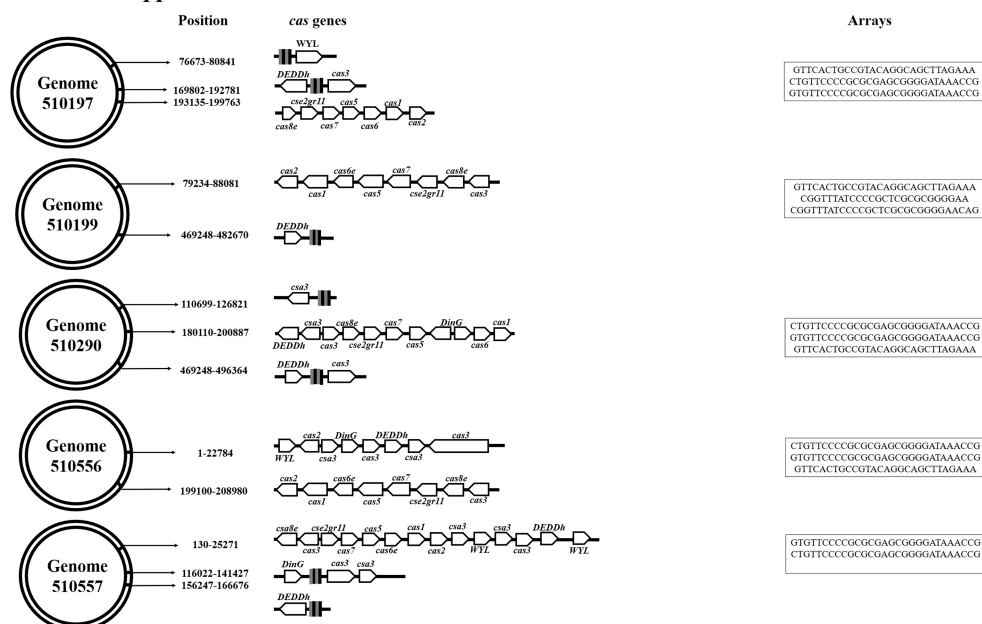 Position
cas genes
Arrays
Genome
510197
76673-80841
169802-192781
193135-199763
WYL
DEDDh cas3
cse2gr11 cas5 cas1
cas8e cas7 cas6 cas2
GTTCACTGCCGTACAGGCAGCTTAGAAA
CTGTTCCCCGCGCGAGCGGGGATAAACCG
GTGTTCCCCGCGCGAGCGGGGATAAACCG
Genome
510199
79234-88081
469248-482670
cas2 cas6e cas7 cas8e
cas1 cas5 cse2gr11 cas3
DEDDh
GTTCACTGCCGTACAGGCAGCTTAGAAA
CGGTTTATCCCCGCTCGCGCGGGGAA
CGGTTTATCCCCGCTCGCGCGGGGAACAG
Genome
510290
110699-126821
180110-200887
469248-496364
csa3
csa3 cas8e cas7 DinG cas1
DEDDh cas3 cse2gr11 cas5 cas6
DEDDh cas3
CTGTTCCCCGCGCGAGCGGGGATAAACCG
GTGTTCCCCGCGCGAGCGGGGATAAACCG
GTTCACTGCCGTACAGGCAGCTTAGAAA
Genome
510556
1-22784
199100-208980
cas2 DinG DEDDh cas3
WYL csa3 cas3 csa3
cas2 cas6e cas7 cas8e
cas1 cas5 cse2gr11 cas3
CTGTTCCCCGCGCGAGCGGGGATAAACCG
GTGTTCCCCGCGCGAGCGGGGATAAACCG
GTTCACTGCCGTACAGGCAGCTTAGAAA
Genome
510557
130-25271
116022-141427
156247-166676
csa8e cse2gr11 cas5 cas1 csa3 csa3 DEDDh
cas3 cas7 cas6e cas2 WYL cas3 WYL
DinG cas3 csa3
DEDDh
GTGTTCCCCGCGCGAGCGGGGATAAACCG
CTGTTCCCCGCGCGAGCGGGGATAAACCG